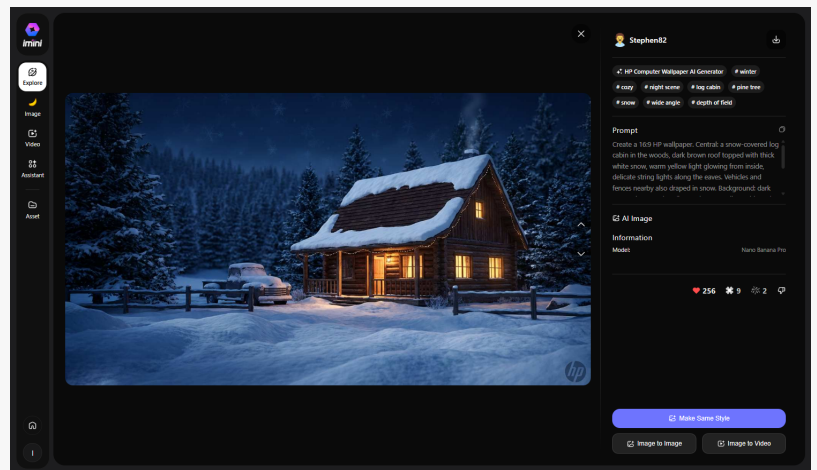 imini
Explore
Image
Video
Assistant
Asset
I
hp
Stephen82
HP Computer Wallpaper AI Generator
# winter
# cozy
# night scene
# log cabin
# pine tree
# snow
# wide angle
# depth of field
Prompt
Create a 16:9 HP wallpaper. Central: a snow-covered log
cabin in the woods, dark brown roof topped with thick
white snow, warm yellow light glowing from inside,
delicate string lights along the eaves. Vehicles and
fences nearby also draped in snow. Background: dark
AI Image
Information
Model:
Nano Banana Pro
256
9
2
Make Same Style
Image to Image
Image to Video